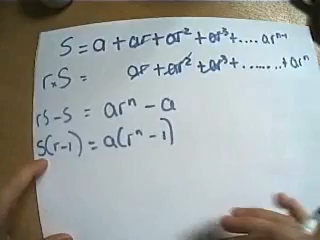 S = a + ar + ar² + ar³ + .... arⁿ⁻¹
r×S = ar + ar² + ar³ + ....... + arⁿ
rS - S = arⁿ - a
S(r-1) = a(rⁿ - 1)